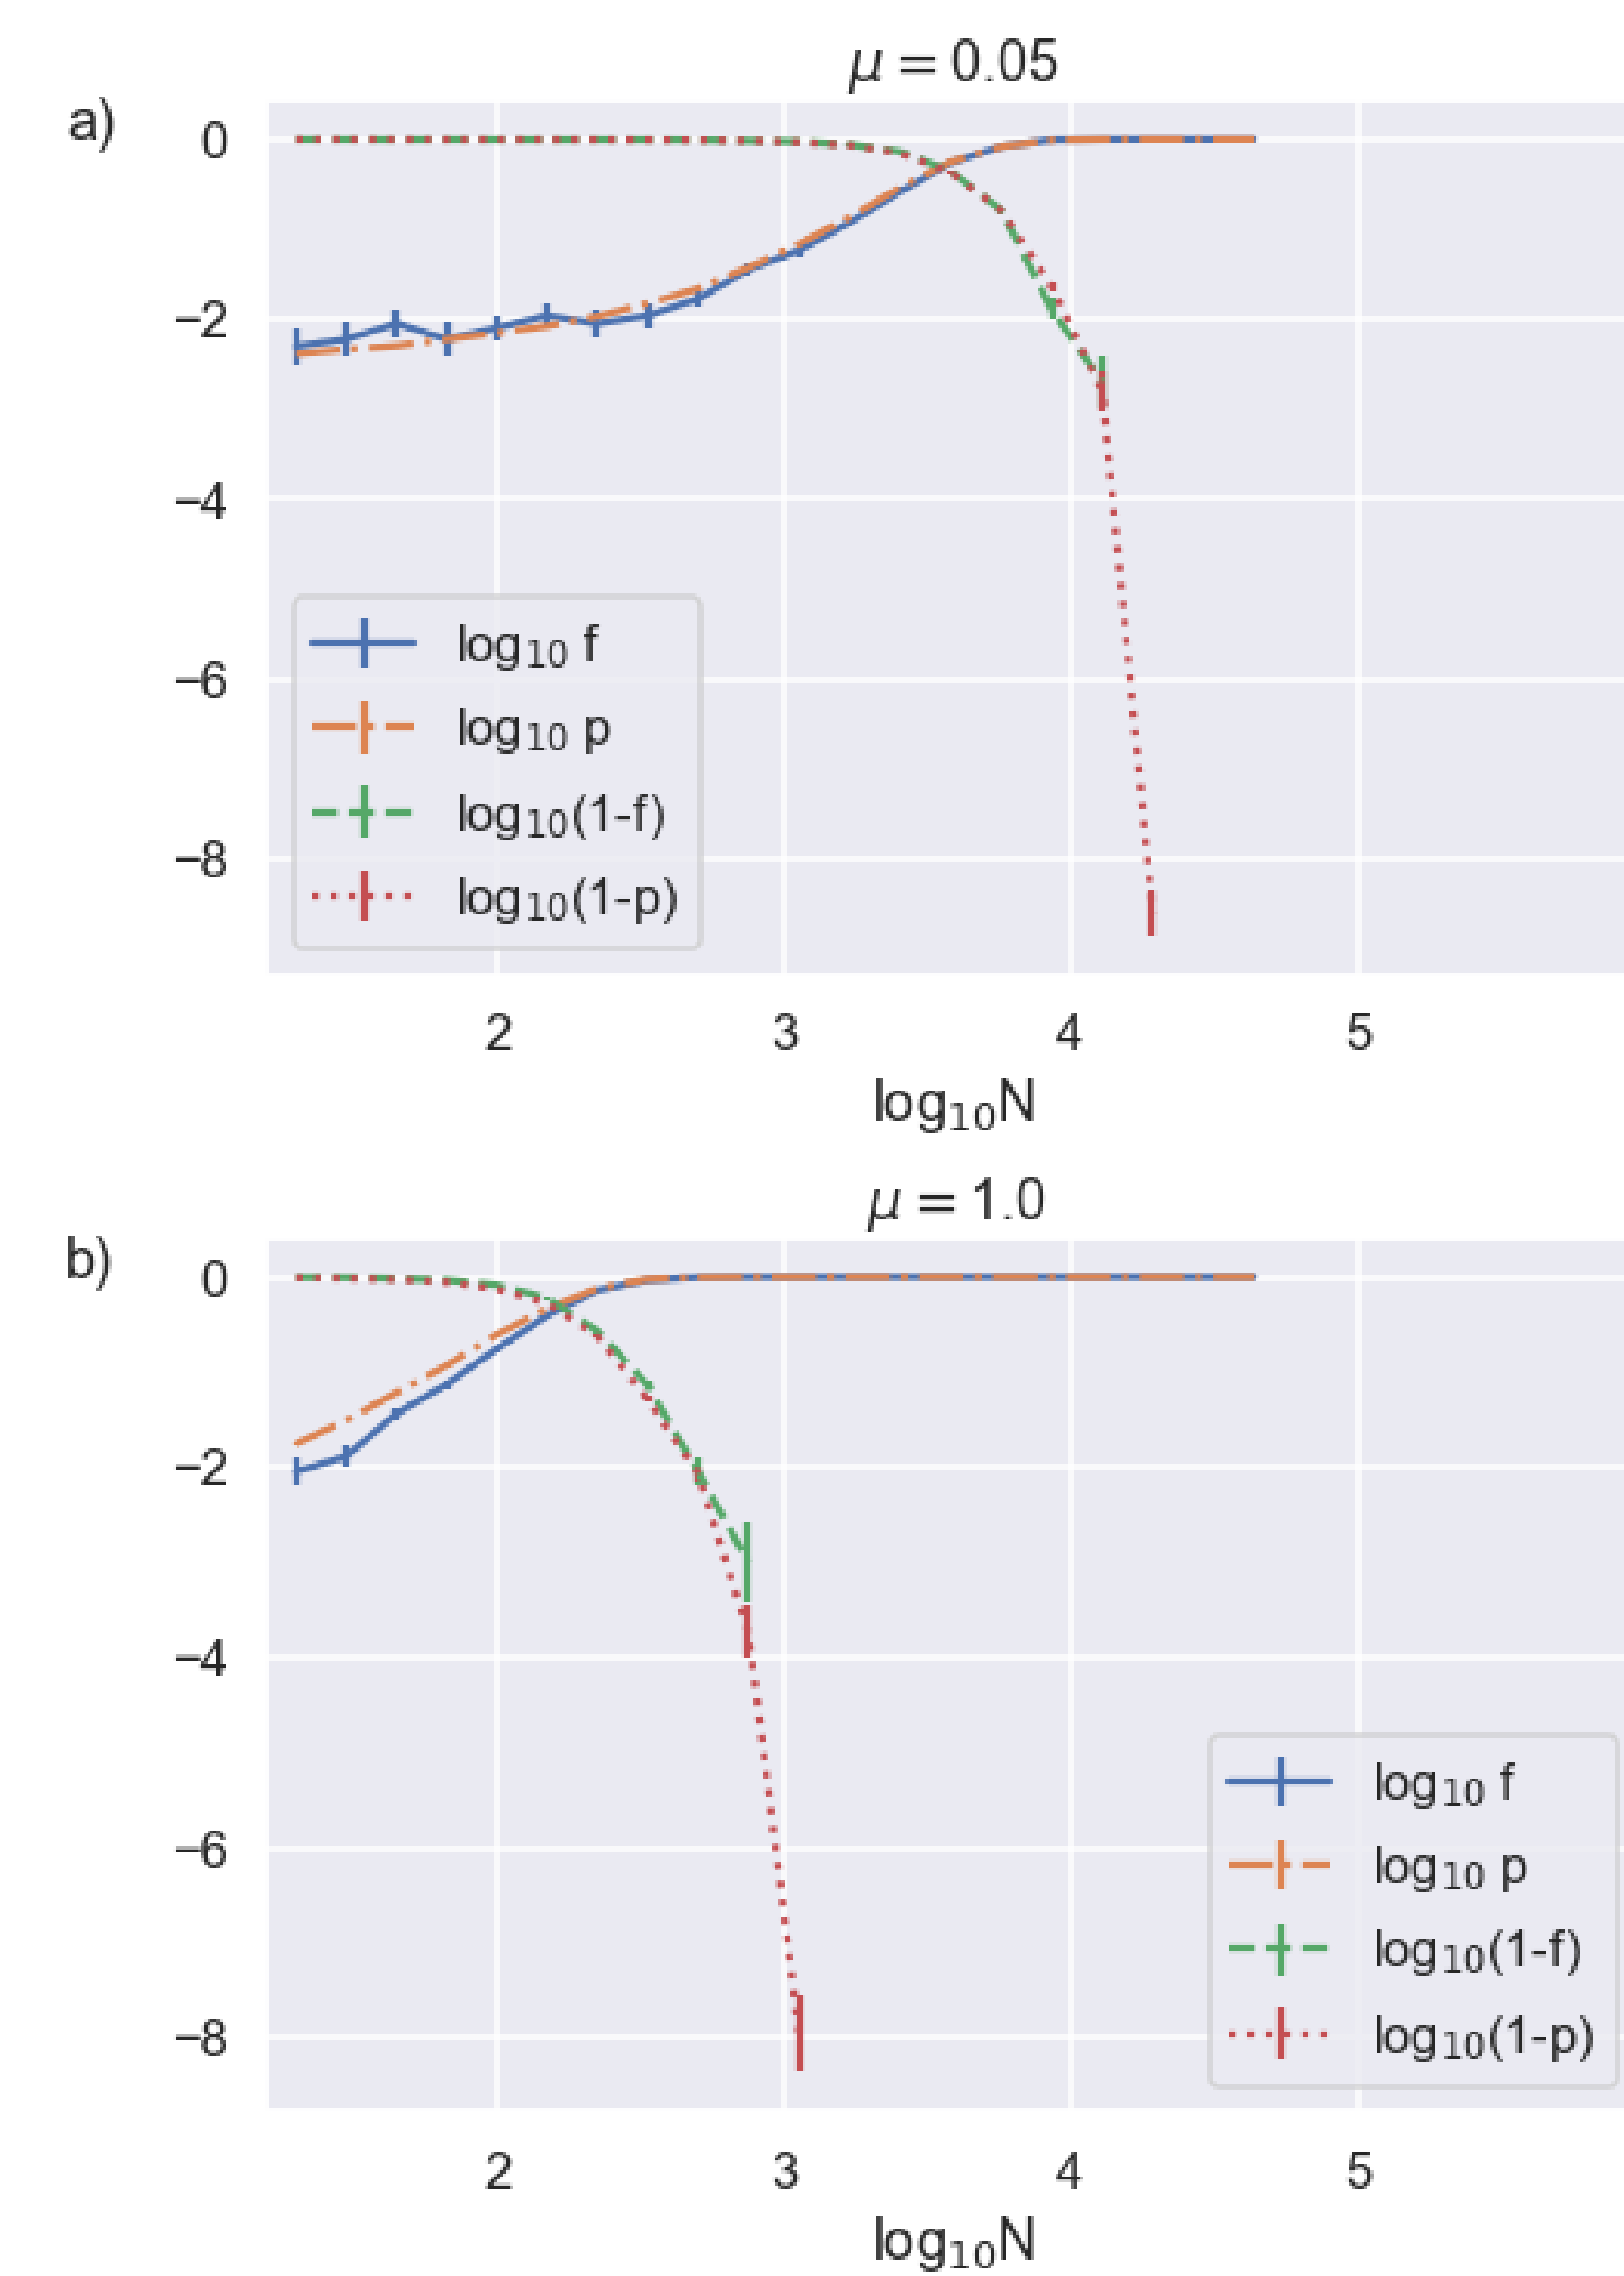 μ = 0.05
a)
0
−2
−4
−6
−8
log₁₀ f
log₁₀ p
log₁₀(1-f)
log₁₀(1-p)
2 3 4 5
log₁₀N
μ = 1.0
b)
0
−2
−4
−6
−8
log₁₀ f
log₁₀ p
log₁₀(1-f)
log₁₀(1-p)
2 3 4 5
log₁₀N